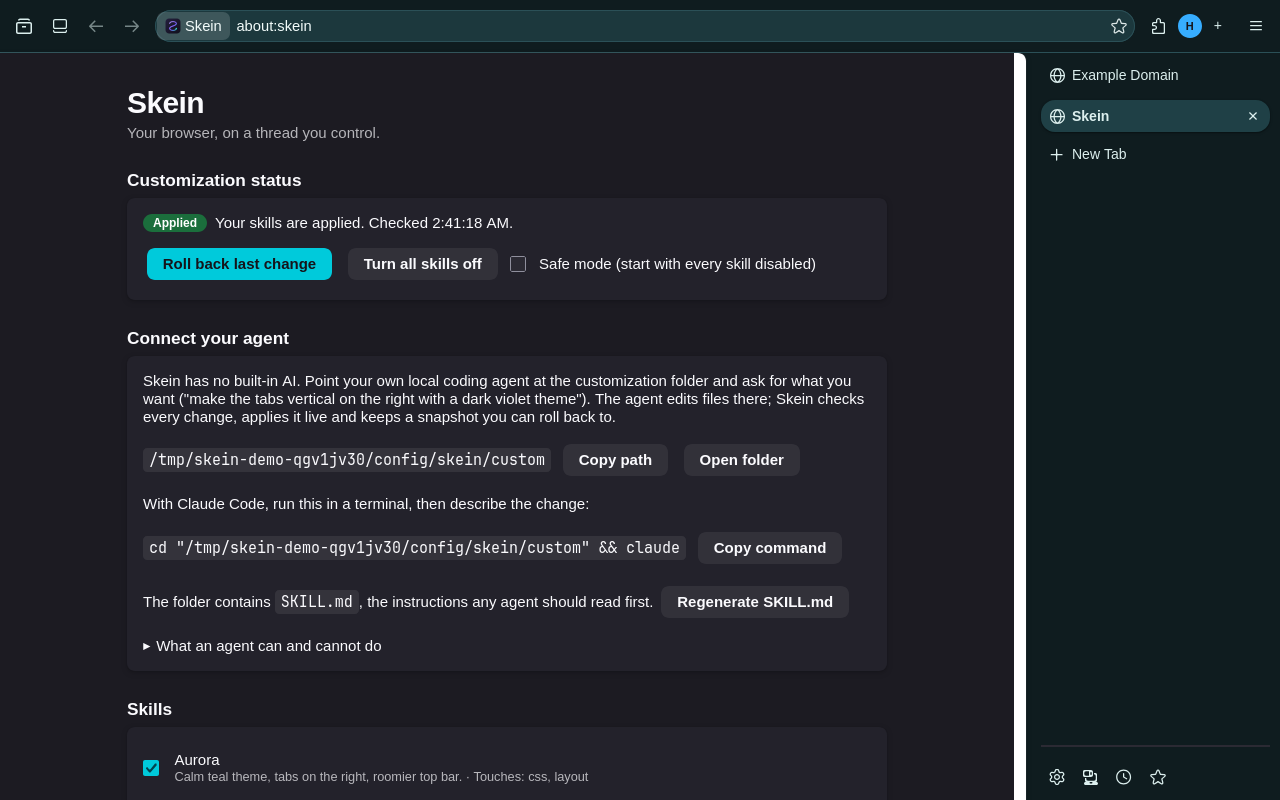 Skein about:skein
H
+
Example Domain
Skein
New Tab
Skein
Your browser, on a thread you control.
Customization status
Applied Your skills are applied. Checked 2:41:18 AM.
Roll back last change Turn all skills off Safe mode (start with every skill disabled)
Connect your agent
Skein has no built-in AI. Point your own local coding agent at the customization folder and ask for what you
want ("make the tabs vertical on the right with a dark violet theme"). The agent edits files there; Skein checks
every change, applies it live and keeps a snapshot you can roll back to.
/tmp/skein-demo-qgv1jv30/config/skein/custom Copy path Open folder
With Claude Code, run this in a terminal, then describe the change:
cd "/tmp/skein-demo-qgv1jv30/config/skein/custom" && claude Copy command
The folder contains SKILL.md, the instructions any agent should read first. Regenerate SKILL.md
What an agent can and cannot do
Skills
Aurora
Calm teal theme, tabs on the right, roomier top bar. · Touches: css, layout